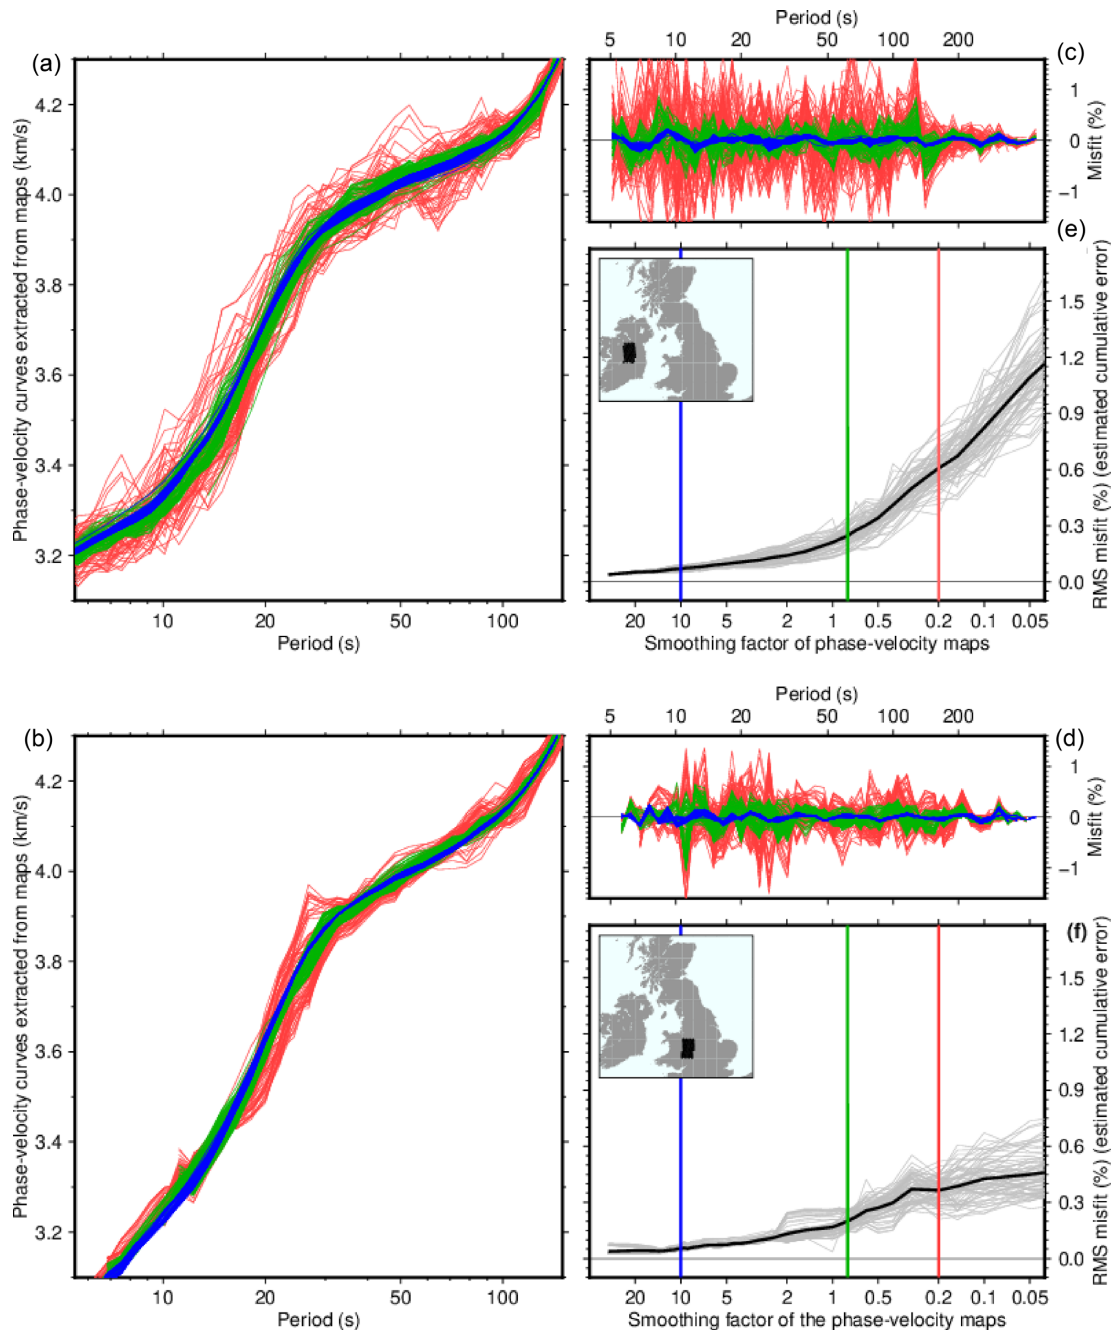 (a)
Phase-velocity curves extracted from maps (km/s)
4.2
4.0
3.8
3.6
3.4
3.2
10 20 50 100
Period (s)
Period (s)
5 10 20 50 100 200
(c)
1
0
−1
Misfit (%)
(e)
1.5
1.2
0.9
0.6
0.3
0.0
RMS misfit (%) (estimated cumulative error)
20 10 5 2 1 0.5 0.2 0.1 0.05
Smoothing factor of phase-velocity maps
(b)
Phase-velocity curves extracted from maps (km/s)
4.2
4.0
3.8
3.6
3.4
3.2
10 20 50 100
Period (s)
Period (s)
5 10 20 50 100 200
(d)
1
0
−1
Misfit (%)
(f)
1.5
1.2
0.9
0.6
0.3
0.0
RMS misfit (%) (estimated cumulative error)
20 10 5 2 1 0.5 0.2 0.1 0.05
Smoothing factor of the phase-velocity maps